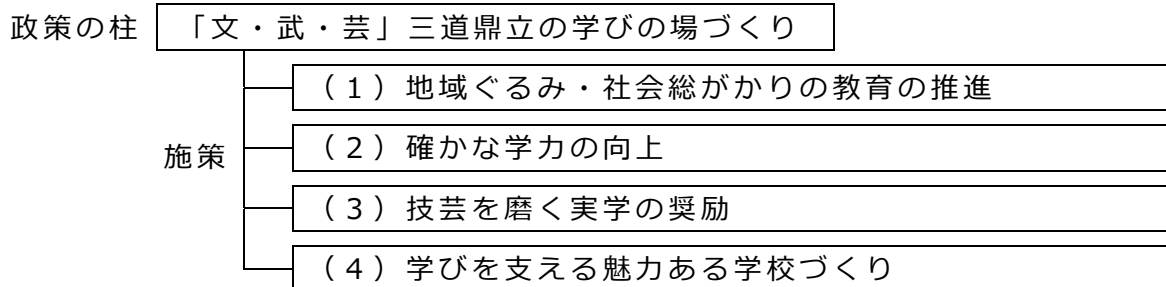 政策の柱 「文・武・芸」三道鼎立の学びの場づくり
（1）地域ぐるみ・社会総がかりの教育の推進
施策
（2）確かな学力の向上
（3）技芸を磨く実学の奨励
（4）学びを支える魅力ある学校づくり